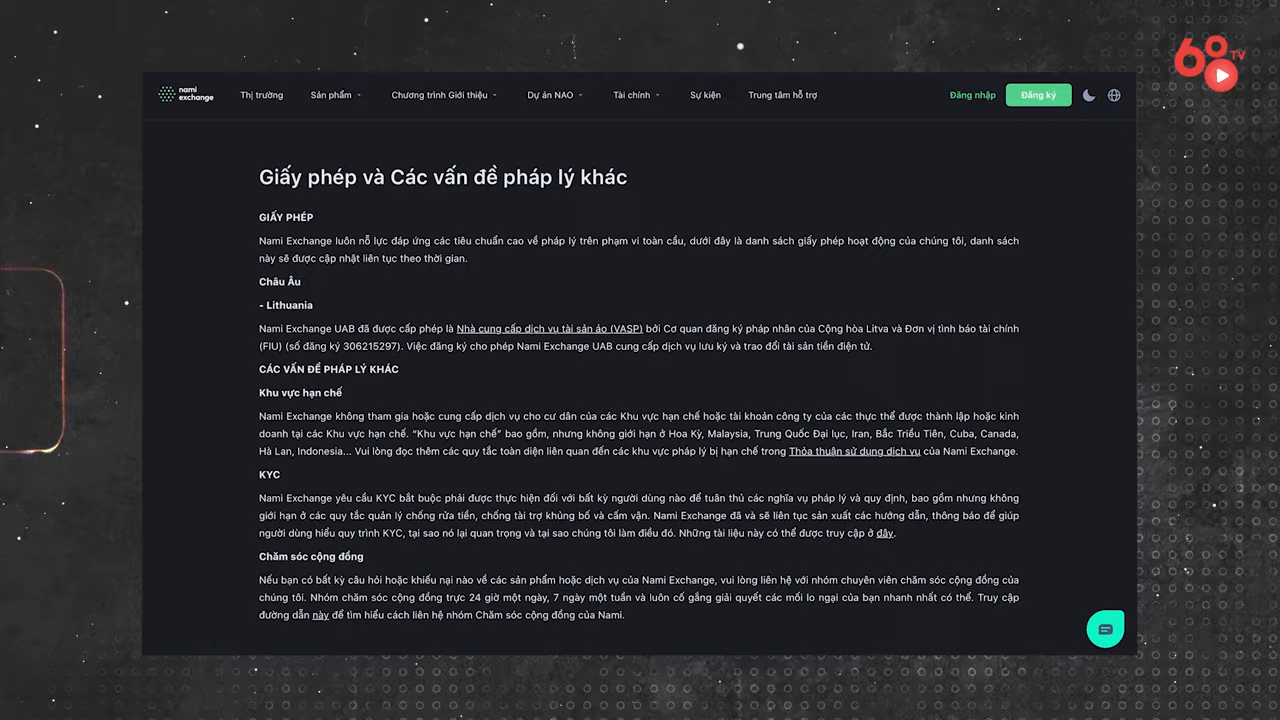 68 TV
nami
exchange
Thị trường
Sản phẩm
Chương trình Giới thiệu
Dự án NAO
Tài chính
Sự kiện
Trung tâm hỗ trợ
Đăng nhập
Đăng ký
Giấy phép và Các vấn đề pháp lý khác
GIẤY PHÉP
Nami Exchange luôn nỗ lực đáp ứng các tiêu chuẩn cao về pháp lý trên phạm vi toàn cầu, dưới đây là danh sách giấy phép hoạt động của chúng tôi, danh sách
này sẽ được cập nhật liên tục theo thời gian.
Châu Âu
- Lithuania
Nami Exchange UAB đã được cấp phép là Nhà cung cấp dịch vụ tài sản ảo (VASP) bởi Cơ quan đăng ký pháp nhân của Cộng hòa Litva và Đơn vị tình báo tài chính
(FIU) (số đăng ký 306215297). Việc đăng ký cho phép Nami Exchange UAB cung cấp dịch vụ lưu ký và trao đổi tài sản tiền điện tử.
CÁC VẤN ĐỀ PHÁP LÝ KHÁC
Khu vực hạn chế
Nami Exchange không tham gia hoặc cung cấp dịch vụ cho cư dân của các Khu vực hạn chế hoặc tài khoản công ty của các thực thể được thành lập hoặc kinh
doanh tại các Khu vực hạn chế. “Khu vực hạn chế” bao gồm, nhưng không giới hạn ở Hoa Kỳ, Malaysia, Trung Quốc Đại lục, Iran, Bắc Triều Tiên, Cuba, Canada,
Hà Lan, Indonesia... Vui lòng đọc thêm các quy tắc toàn diện liên quan đến các khu vực pháp lý bị hạn chế trong Thỏa thuận sử dụng dịch vụ của Nami Exchange.
KYC
Nami Exchange yêu cầu KYC bắt buộc phải được thực hiện đối với bất kỳ người dùng nào để tuân thủ các nghĩa vụ pháp lý và quy định, bao gồm nhưng không
giới hạn ở các quy tắc quản lý chống rửa tiền, chống tài trợ khủng bố và cấm vận. Nami Exchange đã và sẽ liên tục sản xuất các hướng dẫn, thông báo để giúp
người dùng hiểu quy trình KYC, tại sao nó lại quan trọng và tại sao chúng tôi làm điều đó. Những tài liệu này có thể được truy cập ở đây.
Chăm sóc cộng đồng
Nếu bạn có bất kỳ câu hỏi hoặc khiếu nại nào về các sản phẩm hoặc dịch vụ của Nami Exchange, vui lòng liên hệ với nhóm chuyên viên chăm sóc cộng đồng của
chúng tôi. Nhóm chăm sóc cộng đồng trực 24 giờ một ngày, 7 ngày một tuần và luôn cố gắng giải quyết các mối lo ngại của bạn nhanh nhất có thể. Truy cập
đường dẫn này để tìm hiểu cách liên hệ nhóm Chăm sóc cộng đồng của Nami.